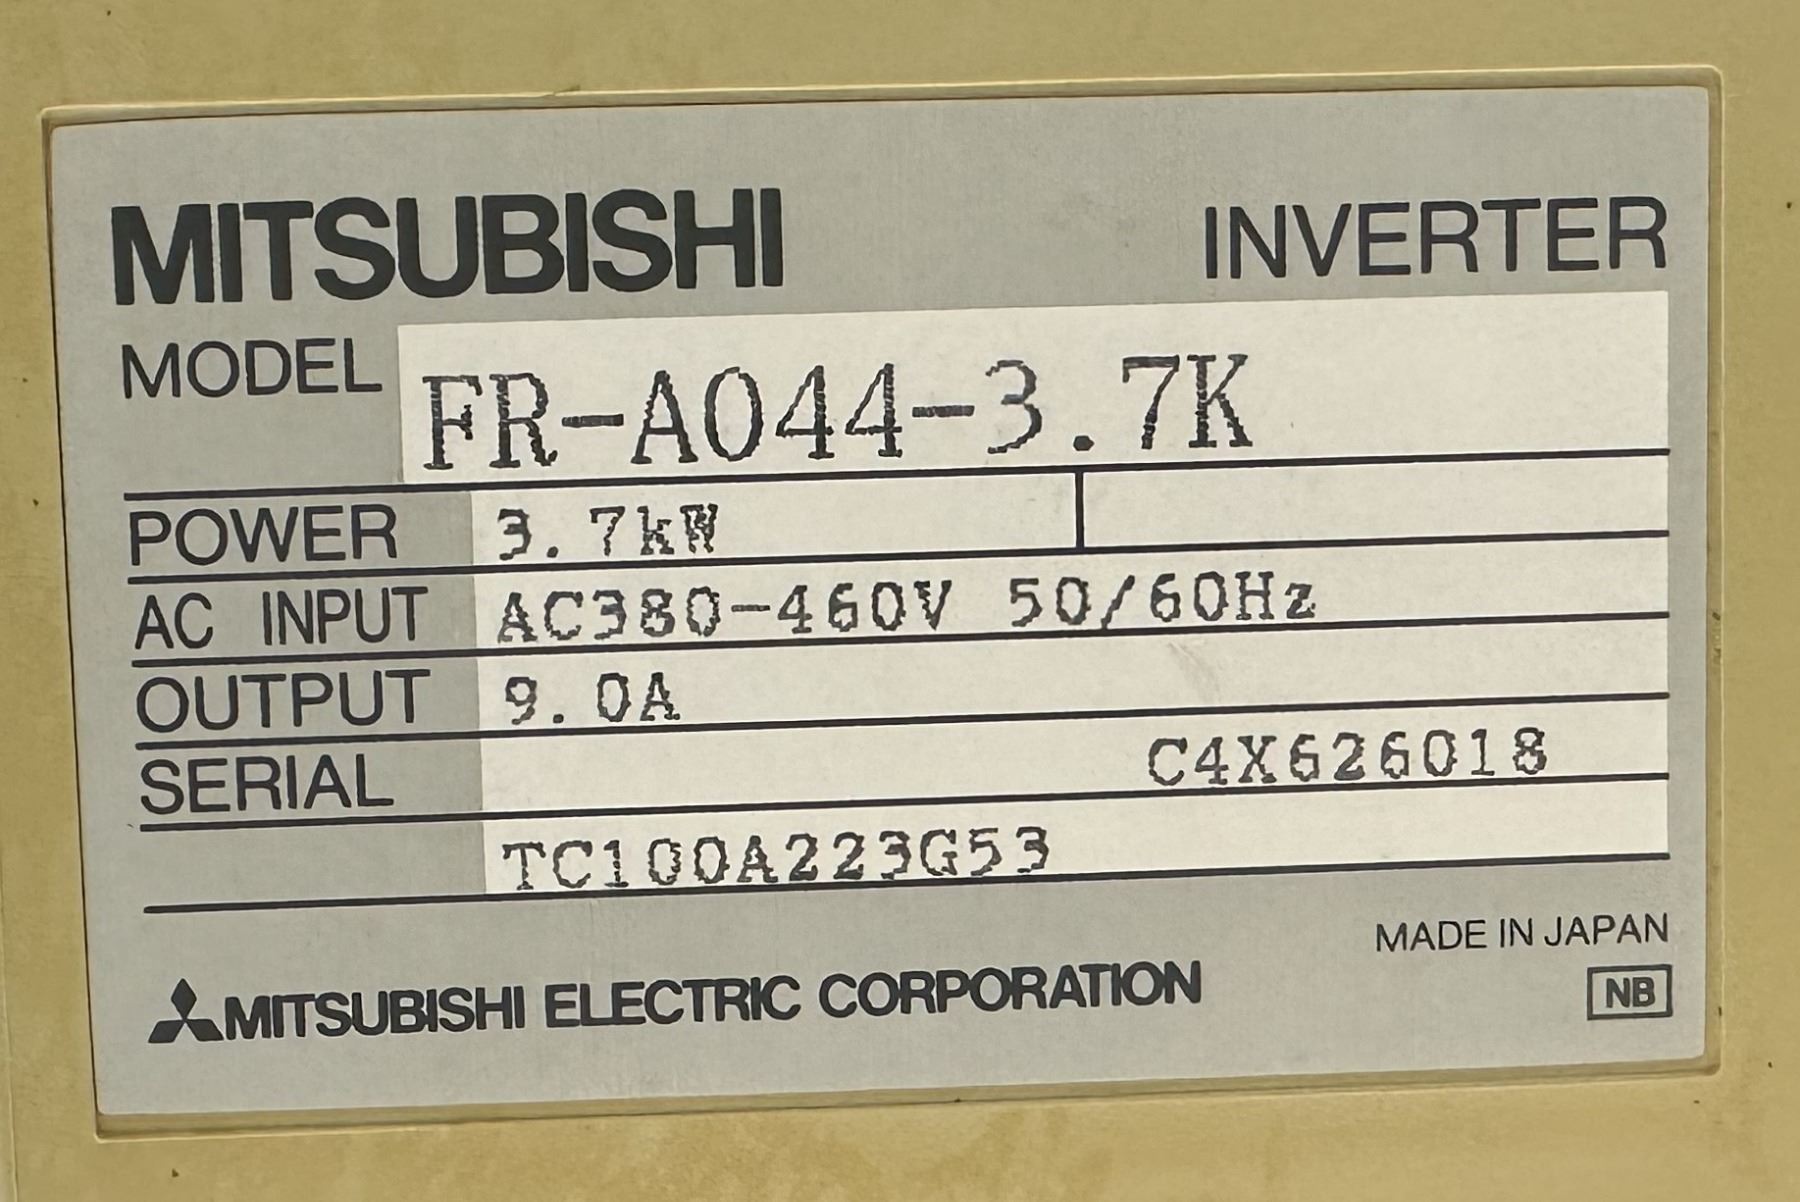 MITSUBISHI INVERTER
MODEL FR-A044-3.7K
POWER 3.7kW
AC INPUT AC380-460V 50/60Hz
OUTPUT 9.0A
SERIAL C4X626018
TC100A223G53
MADE IN JAPAN
MITSUBISHI ELECTRIC CORPORATION NB